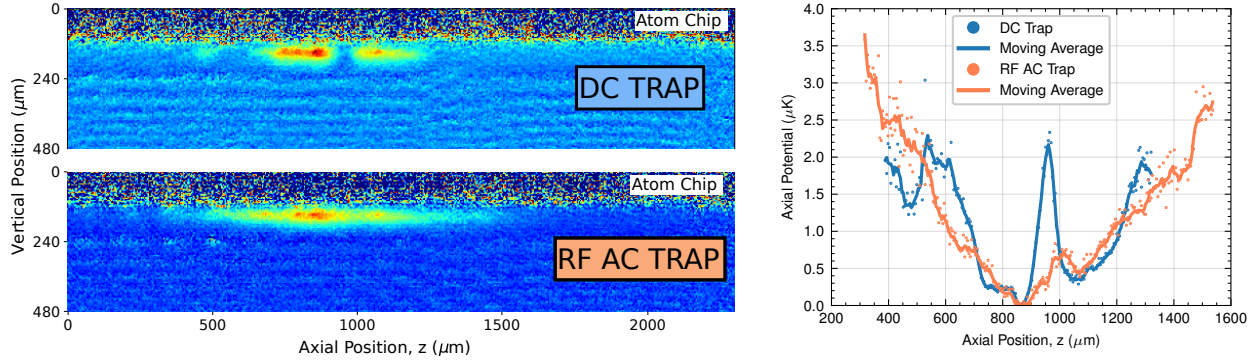 0
240
480
Atom Chip
DC TRAP
0
240
480
Atom Chip
RF AC TRAP
0
500
1000
1500
2000
Vertical Position (μm)
Axial Position, z (μm)
4.0
3.5
3.0
2.5
2.0
1.5
1.0
0.5
0.0
Axial Potential (μK)
DC Trap
Moving Average
RF AC Trap
Moving Average
200
400
600
800
1000
1200
1400
1600
Axial Position, z (μm)